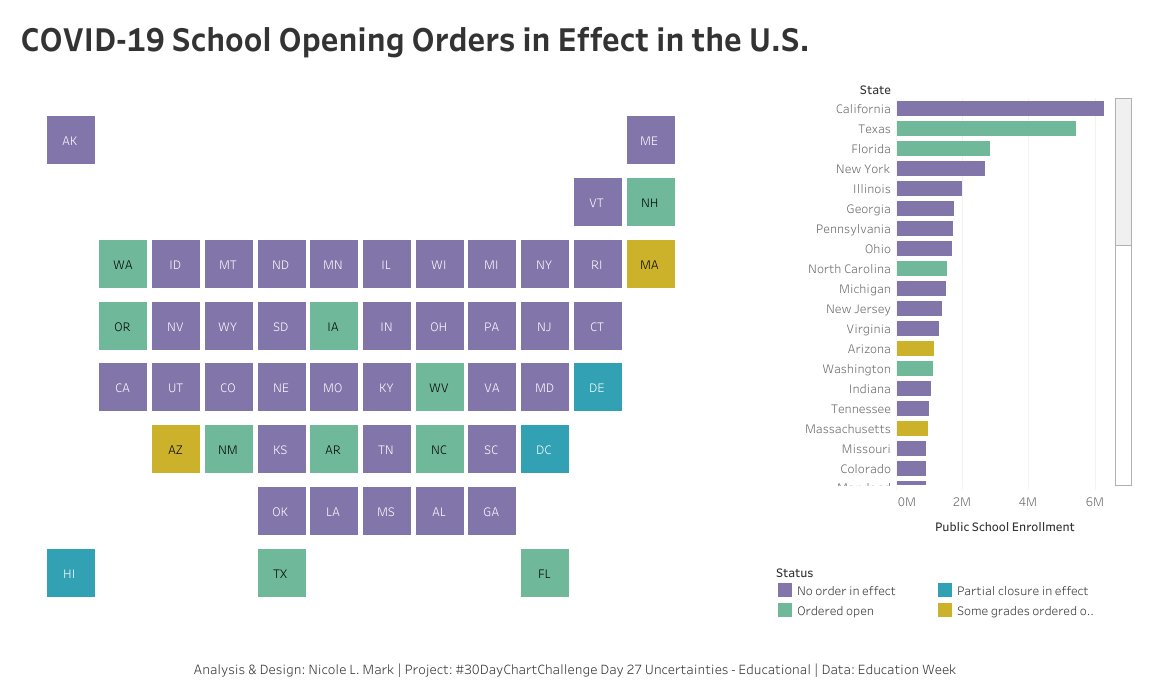 COVID-19 School Opening Orders in Effect in the U.S.
AK
ME
VT NH
WA ID MT ND MN IL WI MI NY RI MA
OR NV WY SD IA IN OH PA NJ CT
CA UT CO NE MO KY WV VA MD DE
AZ NM KS AR TN NC SC DC
OK LA MS AL GA
HI TX FL
State
California
Texas
Florida
New York
Illinois
Georgia
Pennsylvania
Ohio
North Carolina
Michigan
New Jersey
Virginia
Arizona
Washington
Indiana
Tennessee
Massachusetts
Missouri
Colorado
0M 2M 4M 6M
Public School Enrollment
Status
No order in effect
Partial closure in effect
Ordered open
Some grades ordered o..
Analysis & Design: Nicole L. Mark | Project: #30DayChartChallenge Day 27 Uncertainties - Educational | Data: Education Week